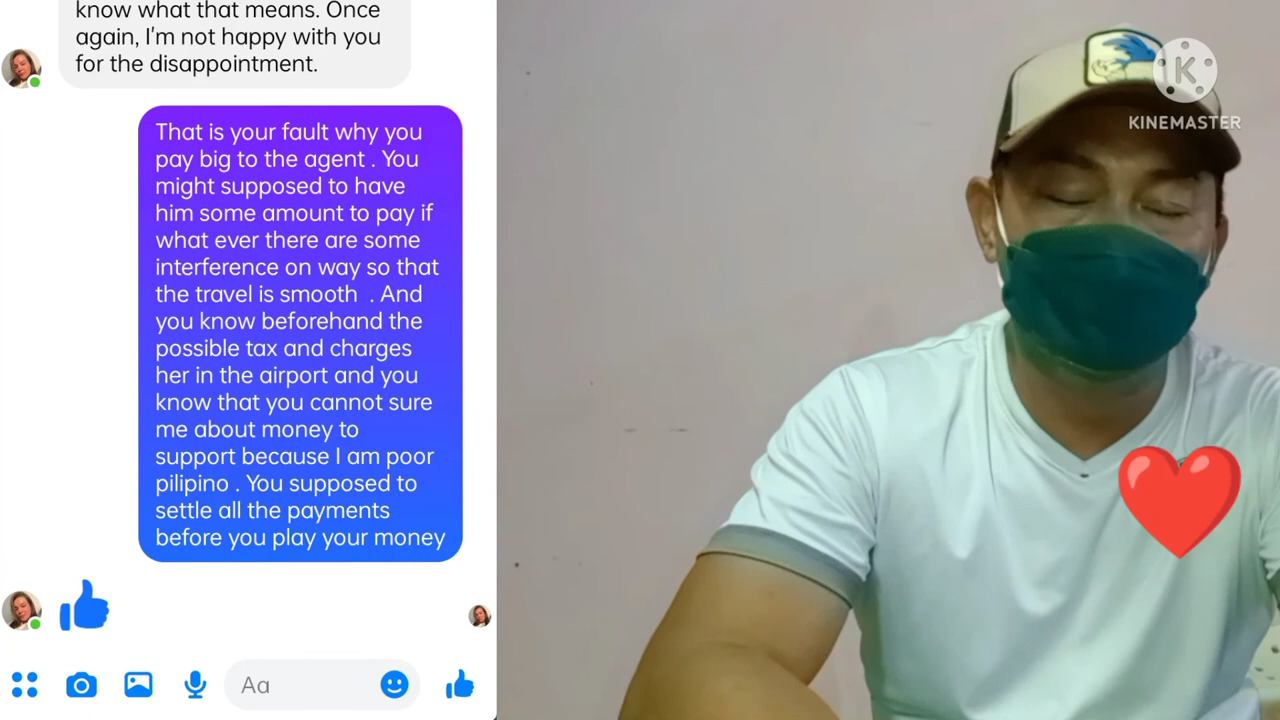 know what that means. Once
again, I'm not happy with you
for the disappointment.
That is your fault why you
pay big to the agent . You
might supposed to have
him some amount to pay if
what ever there are some
interference on way so that
the travel is smooth  . And
you know beforehand the
possible tax and charges
her in the airport and you
know that you cannot sure
me about money to
support because I am poor
pilipino . You supposed to
settle all the payments
before you play your money
Aa
K
KINEMASTER